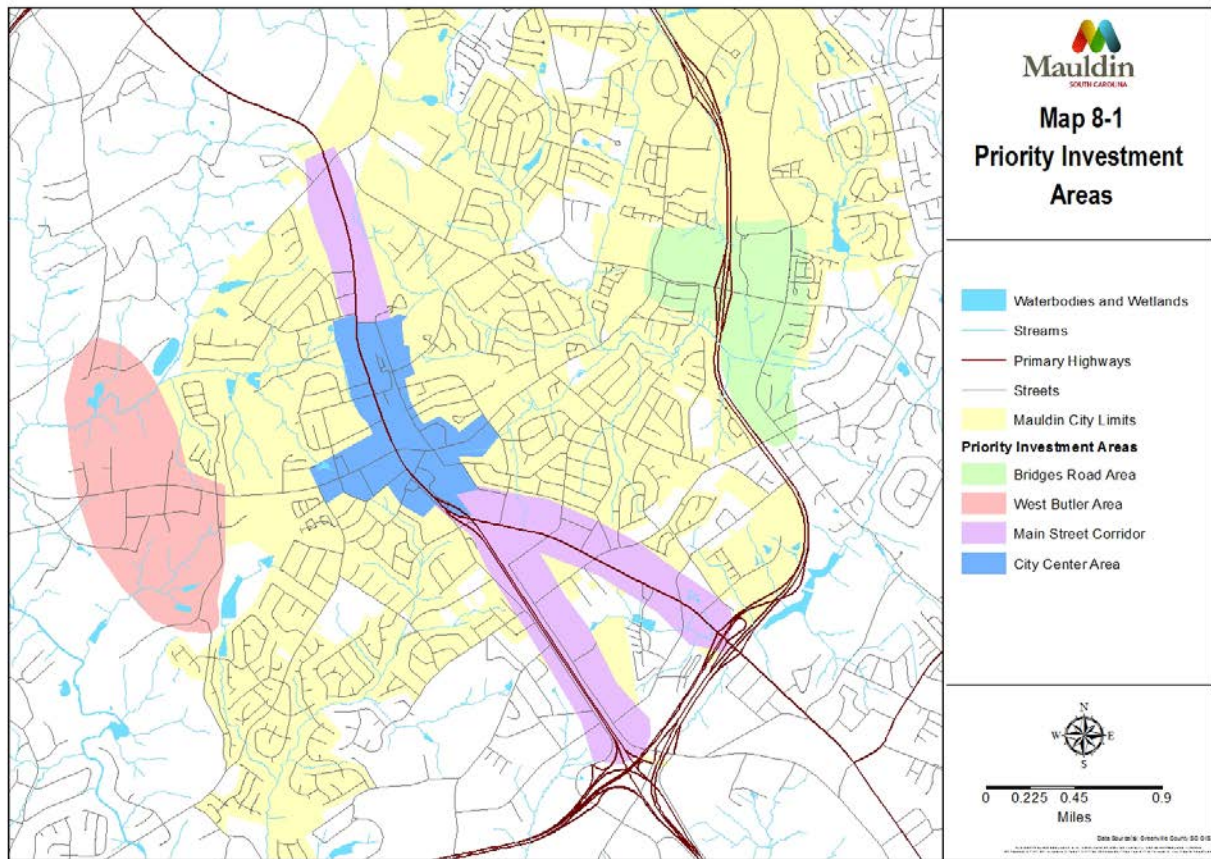 Mauldin
SOUTH CAROLINA
Map 8-1
Priority Investment
Areas
Waterbodies and Wetlands
Streams
Primary Highways
Streets
Mauldin City Limits
Priority Investment Areas
Bridges Road Area
West Butler Area
Main Street Corridor
City Center Area
N
W E
S
0 0.225 0.45 0.9
Miles
Data Source(s): Greenville County, SC GIS